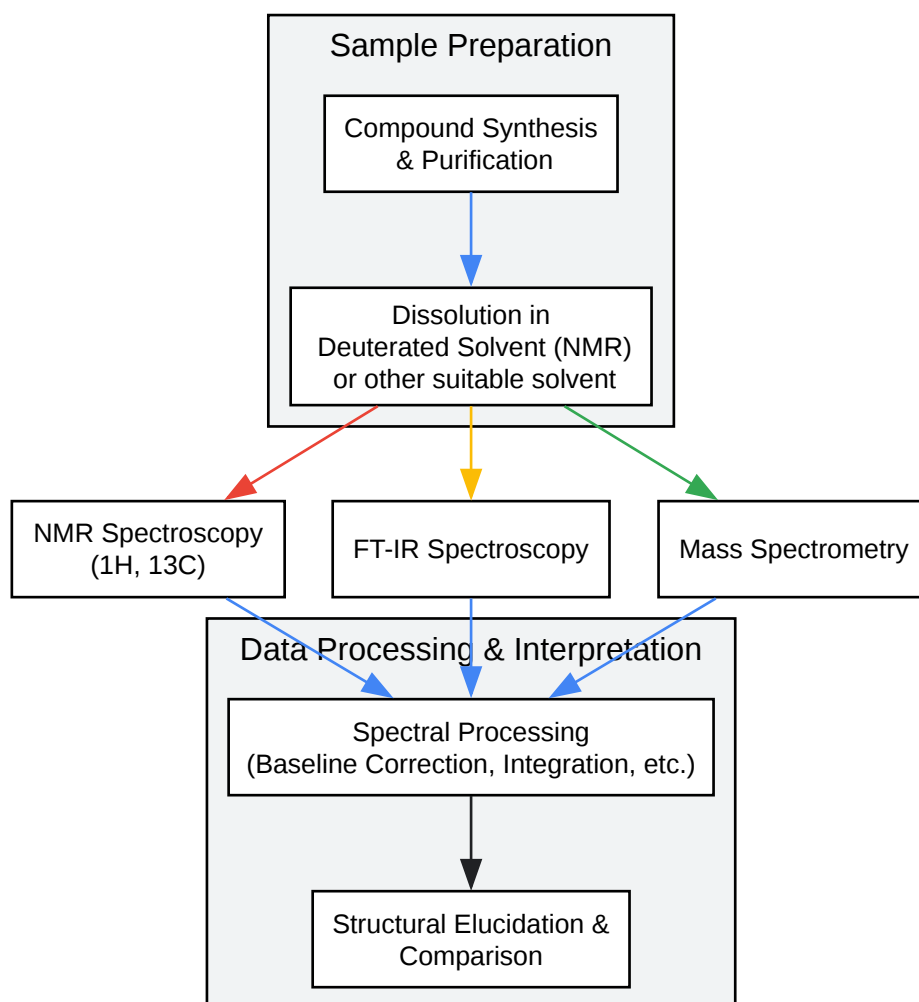 Sample Preparation
Compound Synthesis
& Purification
Dissolution in
Deuterated Solvent (NMR)
or other suitable solvent
NMR Spectroscopy
(1H, 13C)
FT-IR Spectroscopy
Mass Spectrometry
Data Processing & Interpretation
Spectral Processing
(Baseline Correction, Integration, etc.)
Structural Elucidation &
Comparison